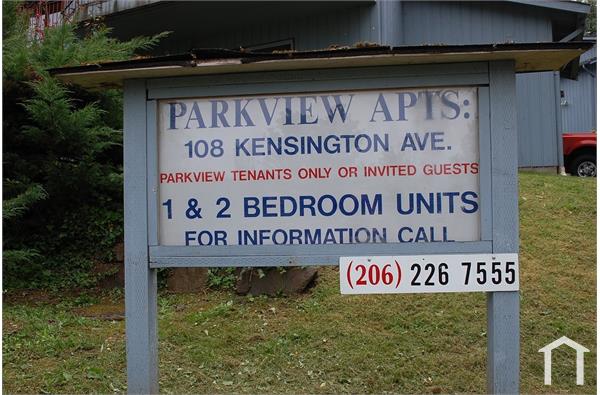 PARKVIEW APTS:
108 KENSINGTON AVE.
PARKVIEW TENANTS ONLY OR INVITED GUESTS
1 & 2 BEDROOM UNITS
FOR INFORMATION CALL
(206) 226 7555